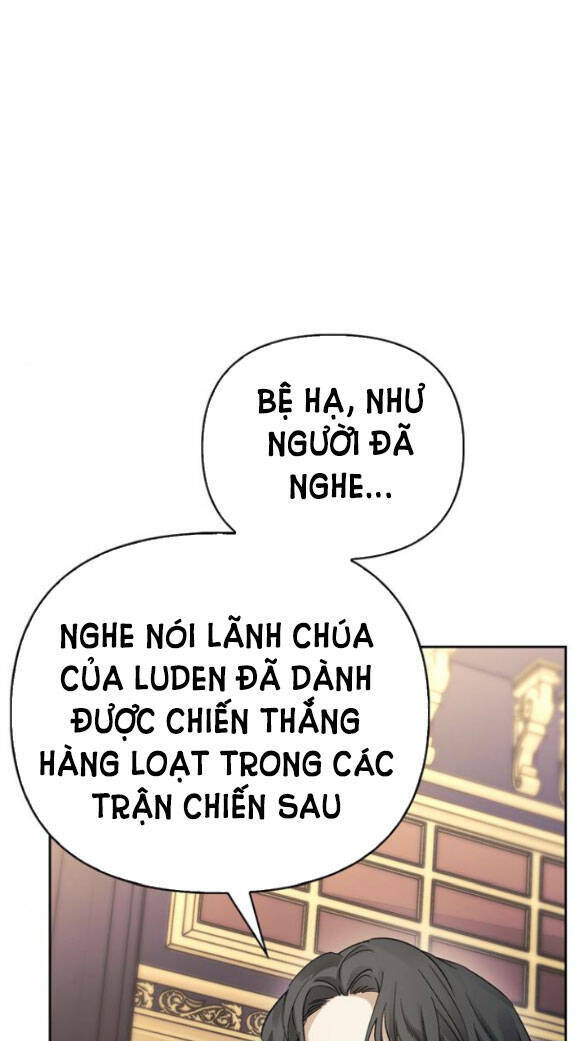 BỆ HẠ, NHƯ
NGƯỜI ĐÃ
NGHE...
NGHE NÓI LÃNH CHÚA
CỦA LUDEN ĐÃ DÀNH
ĐƯỢC CHIẾN THẮNG
HÀNG LOẠT TRONG CÁC
TRẬN CHIẾN SAU